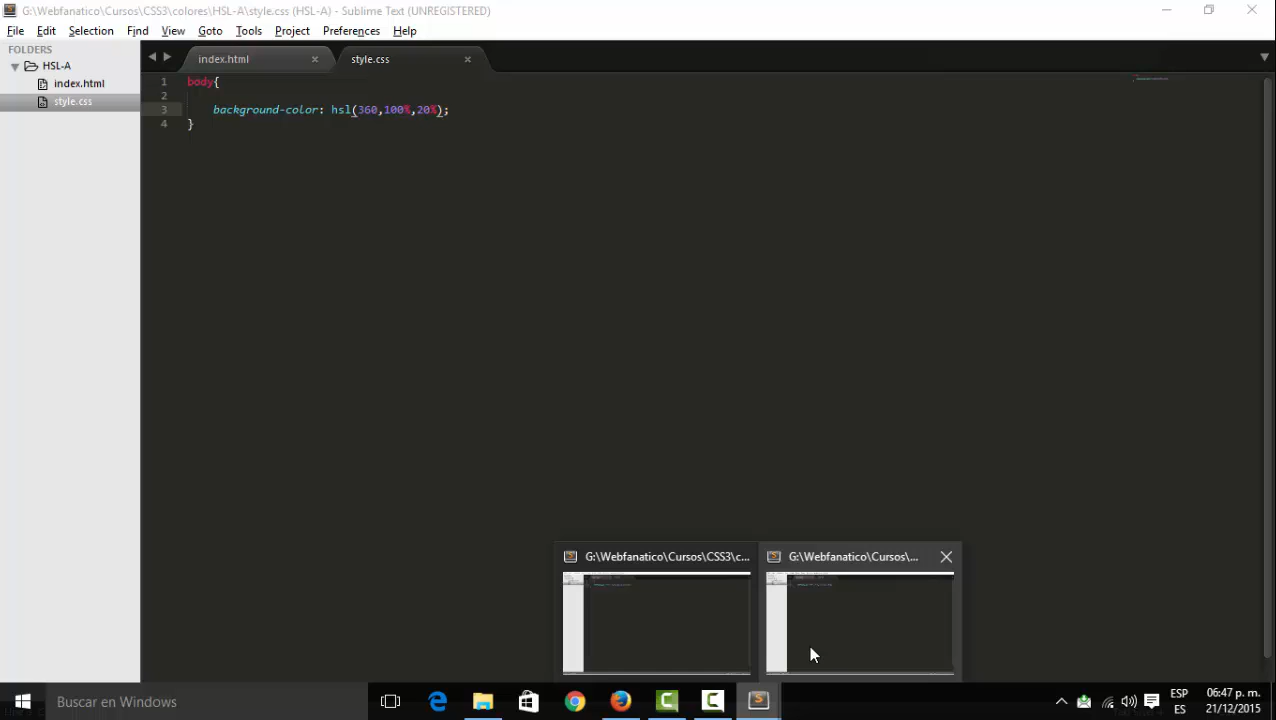 G:\Webfanatico\Cursos\CSS3\colores\HSL-A\style.css (HSL-A) - Sublime Text (UNREGISTERED)
File Edit Selection Find View Goto Tools Project Preferences Help
FOLDERS
HSL-A
index.html
style.css
index.html
style.css
1 body{
2
3 background-color: hsl(360,100%,20%);
4 }
G:\Webfanatico\Cursos\CSS3\c...
G:\Webfanatico\Cursos\...
Buscar en Windows
ESP
ES
06:47 p. m.
21/12/2015